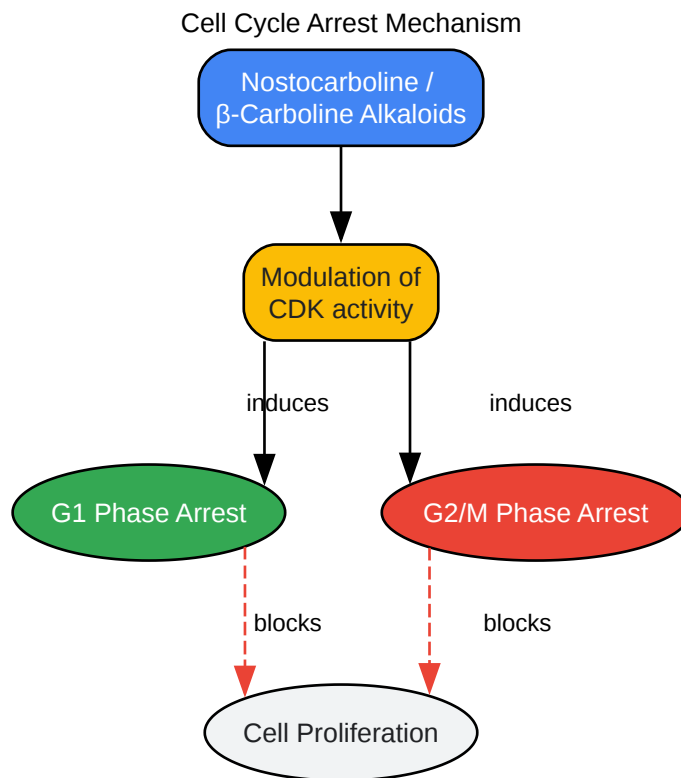 Cell Cycle Arrest Mechanism
Nostocarboline /
β-Carboline Alkaloids
Modulation of
CDK activity
induces
induces
G1 Phase Arrest
G2/M Phase Arrest
blocks
blocks
Cell Proliferation